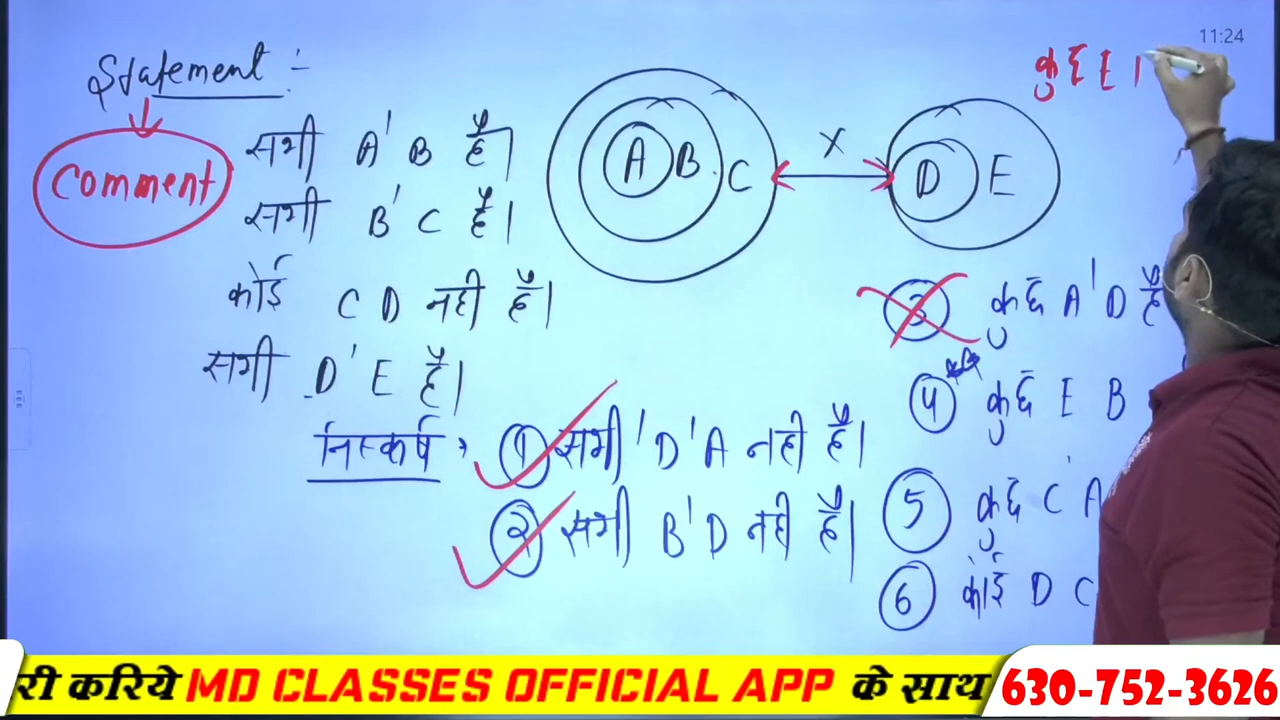 11:24
Statement :-
Comment
सभी A' B है।
सभी B' C है।
कोई C D नही है।
सभी D' E है।
A B C X D E
कुछ E
निस्कर्ष :
① सभी' D' A नही है।
② सभी B' D नही है।
③ कुछ A' D है
④ कुछ E B
⑤ कुछ C' A
⑥ कोई D C
री करिये MD CLASSES OFFICIAL APP के साथ 630-752-3626